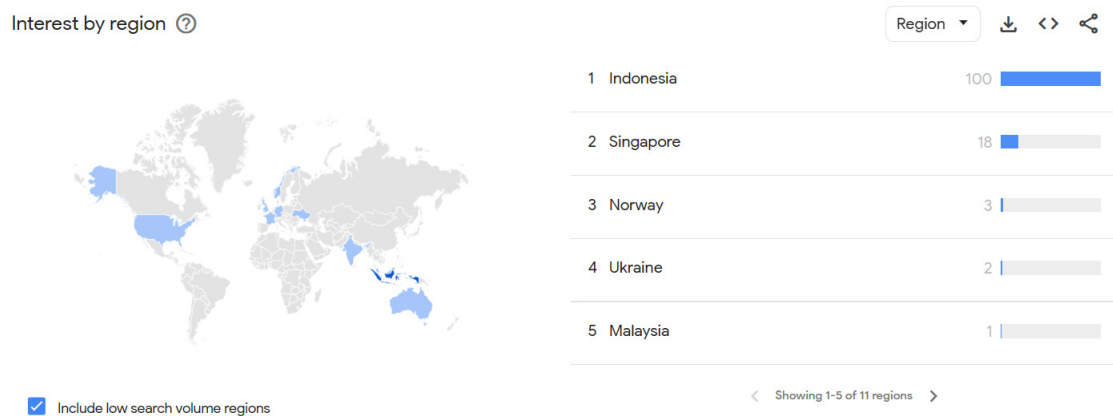 Interest by region
Region
1 Indonesia 100
2 Singapore 18
3 Norway 3
4 Ukraine 2
5 Malaysia 1
Include low search volume regions
Showing 1-5 of 11 regions